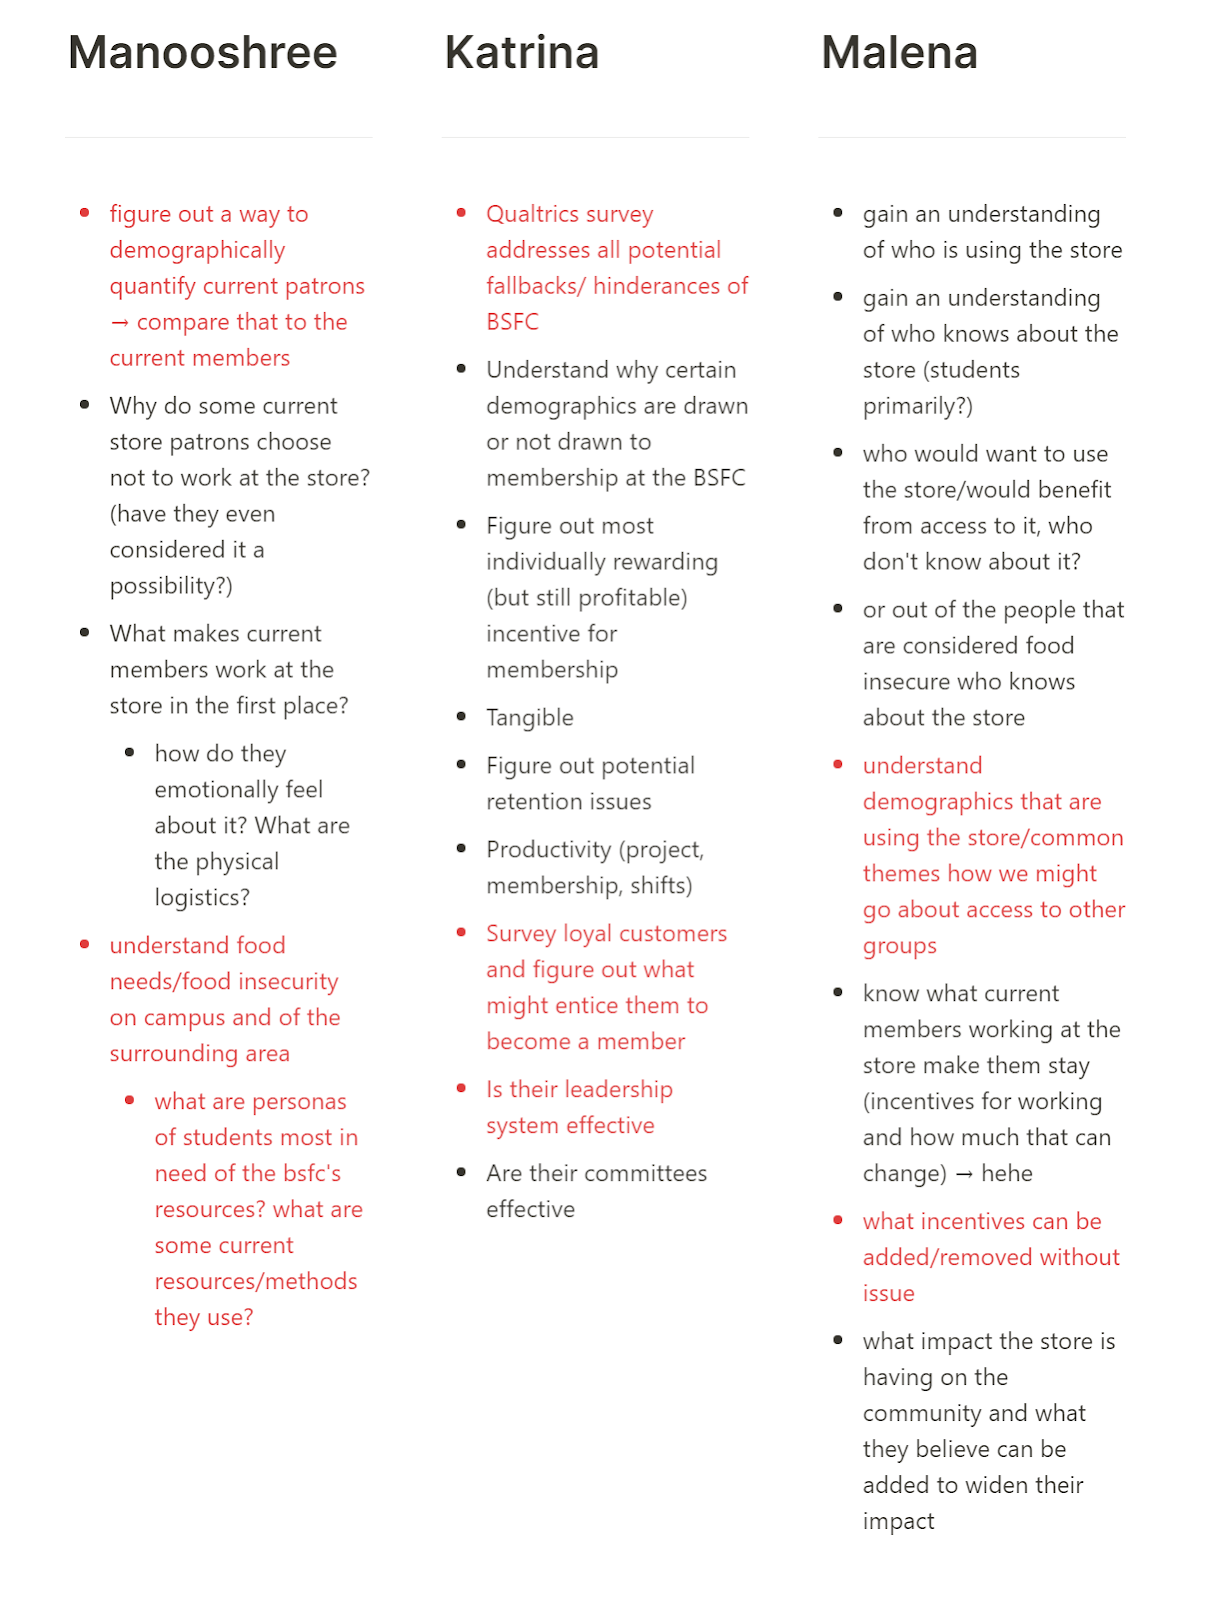 Manooshree
figure out a way to
demographically
quantify current patrons
→ compare that to the
current members
Why do some current
store patrons choose
not to work at the store?
(have they even
considered it a
possibility?)
What makes current
members work at the
store in the first place?
how do they
emotionally feel
about it? What are
the physical
logistics?
understand food
needs/food insecurity
on campus and of the
surrounding area
what are personas
of students most in
need of the bsfc's
resources? what are
some current
resources/methods
they use?
Katrina
Qualtrics survey
addresses all potential
fallbacks/ hinderances of
BSFC
Understand why certain
demographics are drawn
or not drawn to
membership at the BSFC
Figure out most
individually rewarding
(but still profitable)
incentive for
membership
Tangible
Figure out potential
retention issues
Productivity (project,
membership, shifts)
Survey loyal customers
and figure out what
might entice them to
become a member
Is their leadership
system effective
Are their committees
effective
Malena
gain an understanding
of who is using the store
gain an understanding
of who knows about the
store (students
primarily?)
who would want to use
the store/would benefit
from access to it, who
don't know about it?
or out of the people that
are considered food
insecure who knows
about the store
understand
demographics that are
using the store/common
themes how we might
go about access to other
groups
know what current
members working at the
store make them stay
(incentives for working
and how much that can
change) → hehe
what incentives can be
added/removed without
issue
what impact the store is
having on the
community and what
they believe can be
added to widen their
impact